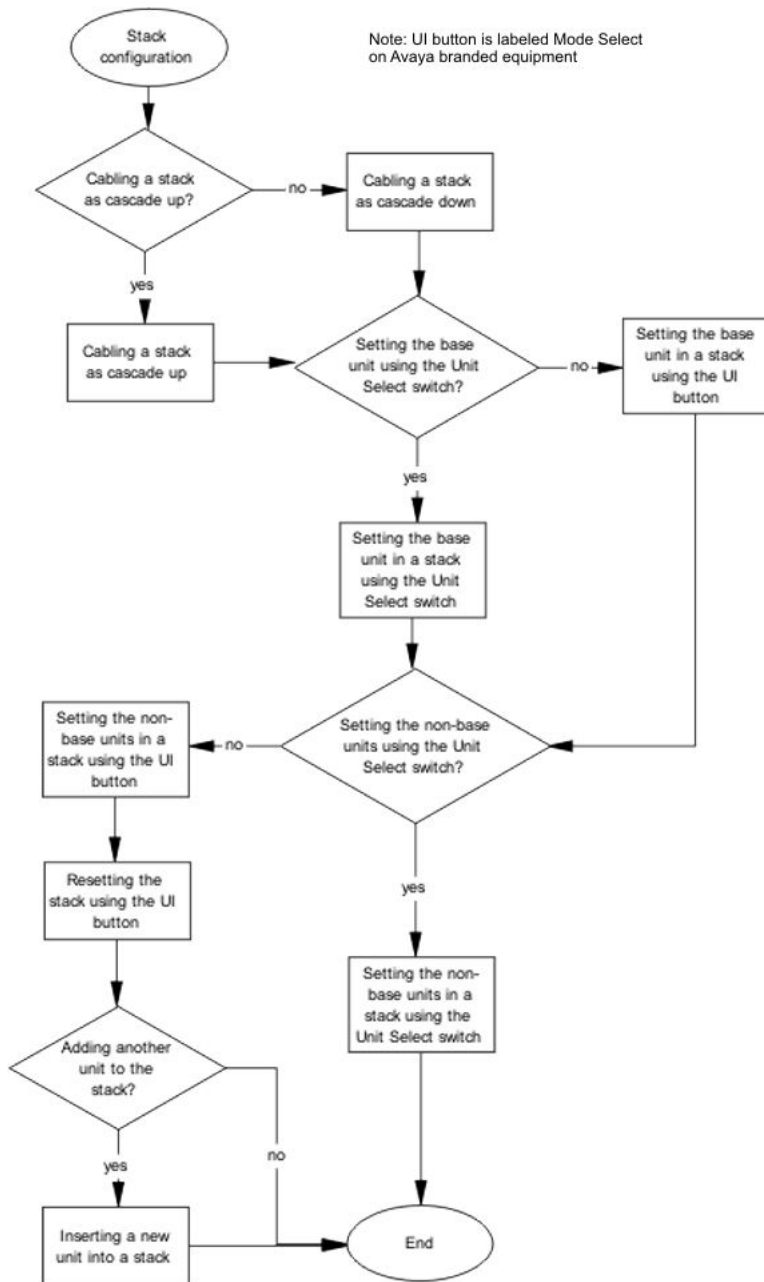 Stack
configuration
Note: UI button is labeled Mode Select
on Avaya branded equipment
Cabling a stack
as cascade up?
no
Cabling a stack
as cascade down
yes
Cabling a stack
as cascade up
Setting the base
unit using the Unit
Select switch?
no
Setting the base
unit in a stack
using the UI
button
yes
Setting the base
unit in a stack
using the Unit
Select switch
Setting the non-
base units in a
stack using the UI
button
no
Setting the non-base
units using the Unit
Select switch?
Resetting the
stack using the UI
button
yes
Setting the non-
base units in a
stack using the
Unit Select switch
Adding another
unit to the
stack?
no
yes
Inserting a new
unit into a stack
End